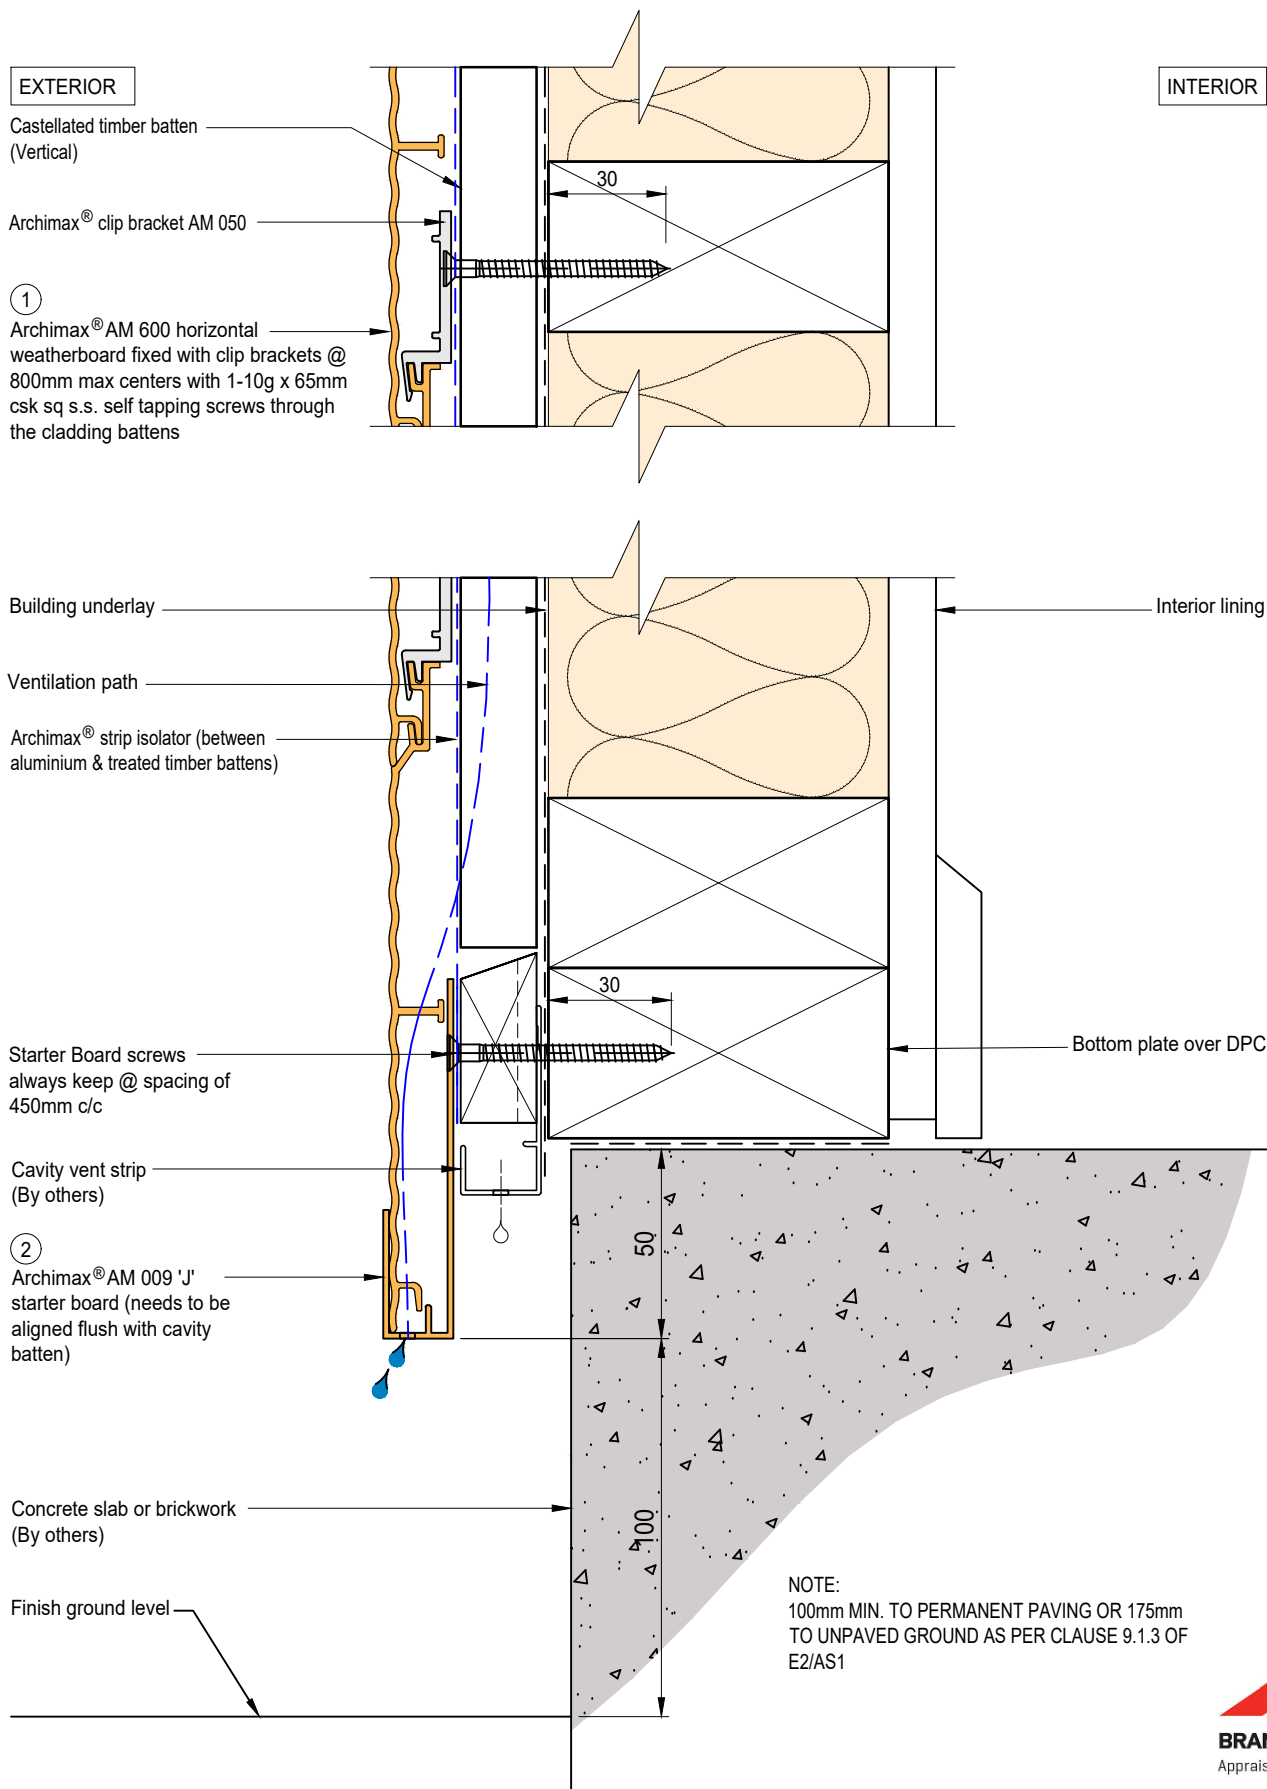 EXTERIOR
INTERIOR
Castellated timber batten
(Vertical)
30
Archimax® clip bracket AM 050
1
Archimax® AM 600 horizontal
weatherboard fixed with clip brackets @
800mm max centers with 1-10g x 65mm
csk sq s.s. self tapping screws through
the cladding battens
Building underlay
Interior lining
Ventilation path
Archimax® strip isolator (between
aluminium & treated timber battens)
30
Starter Board screws
always keep @ spacing of
450mm c/c
Bottom plate over DPC
Cavity vent strip
(By others)
50
2
Archimax® AM 009 'J'
starter board (needs to be
aligned flush with cavity
batten)
Concrete slab or brickwork
(By others)
100
Finish ground level
NOTE:
100mm MIN. TO PERMANENT PAVING OR 175mm
TO UNPAVED GROUND AS PER CLAUSE 9.1.3 OF
E2/AS1